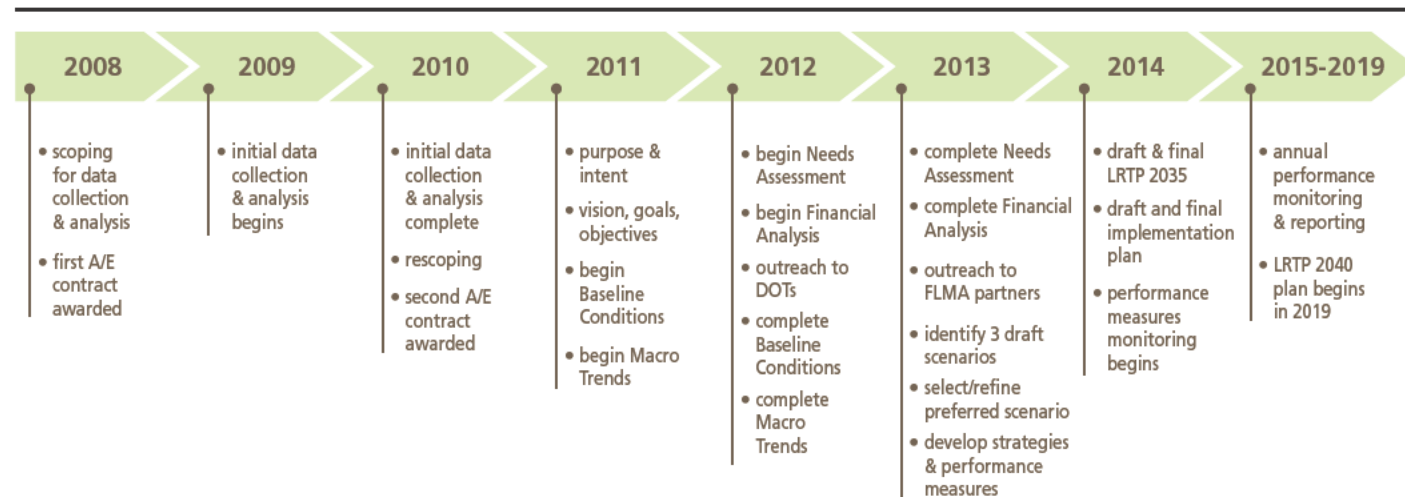 2008
2009
2010
2011
2012
2013
2014
2015-2019
• scoping
for data
collection
& analysis
• first A/E
contract
awarded
• initial data
collection
& analysis
begins
• initial data
collection
& analysis
complete
• rescoping
• second A/E
contract
awarded
• purpose &
intent
• vision, goals,
objectives
• begin
Baseline
Conditions
• begin Macro
Trends
• begin Needs
Assessment
• begin Financial
Analysis
• outreach to
DOTs
• complete
Baseline
Conditions
• complete
Macro
Trends
• complete Needs
Assessment
• complete Financial
Analysis
• outreach to
FLMA partners
• identify 3 draft
scenarios
• select/refine
preferred scenario
• develop strategies
& performance
measures
• draft & final
LRTP 2035
• draft and final
implementation
plan
• performance
measures
monitoring
begins
• annual
performance
monitoring
& reporting
• LRTP 2040
plan begins
in 2019